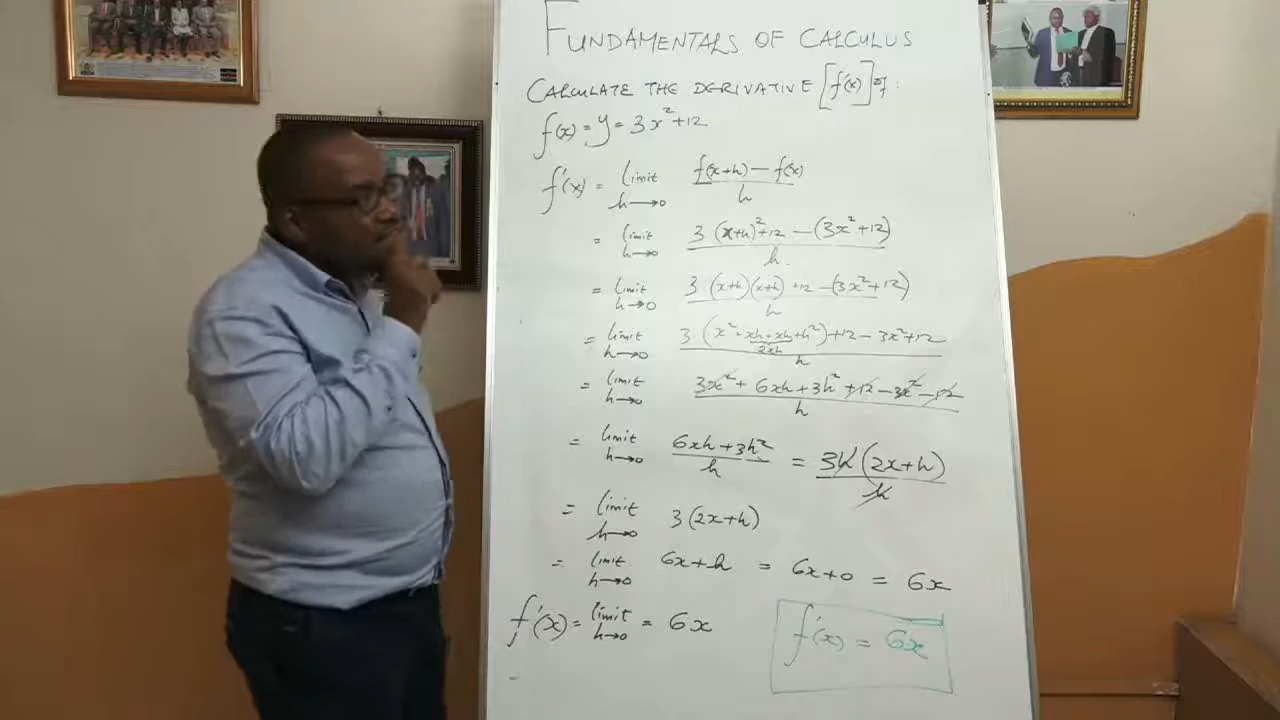 FUNDAMENTALS OF CALCULUS
CALCULATE THE DERIVATIVE [f'(x)] of:
f(x) = y = 3x² + 12
f'(x) = limit h→0 f(x+h) − f(x) / h
= limit h→0 3(x+h)² + 12 − (3x² + 12) / h
= limit h→0 3(x+h)(x+h) + 12 − (3x² + 12) / h
= limit h→0 3(x² + xh + xh + h²) + 12 − 3x² + 12 / h
2xh
= limit h→0 3x² + 6xh + 3h² + 12 − 3x² − 12 / h
= limit h→0 6xh + 3h² / h = 3h(2x+h) / h
= limit h→0 3(2x+h)
= limit h→0 6x + h = 6x + 0 = 6x
f'(x) = limit h→0 = 6x
f'(x) = 6x